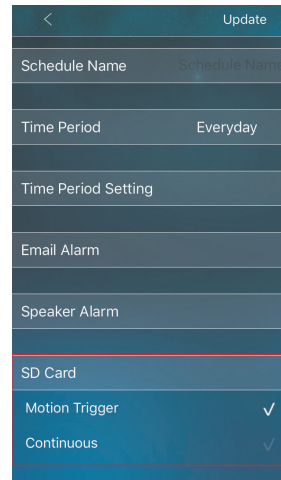 Update
Schedule Name Schedule Name
Time Period Everyday
Time Period Setting
Email Alarm
Speaker Alarm
SD Card
Motion Trigger
Continuous